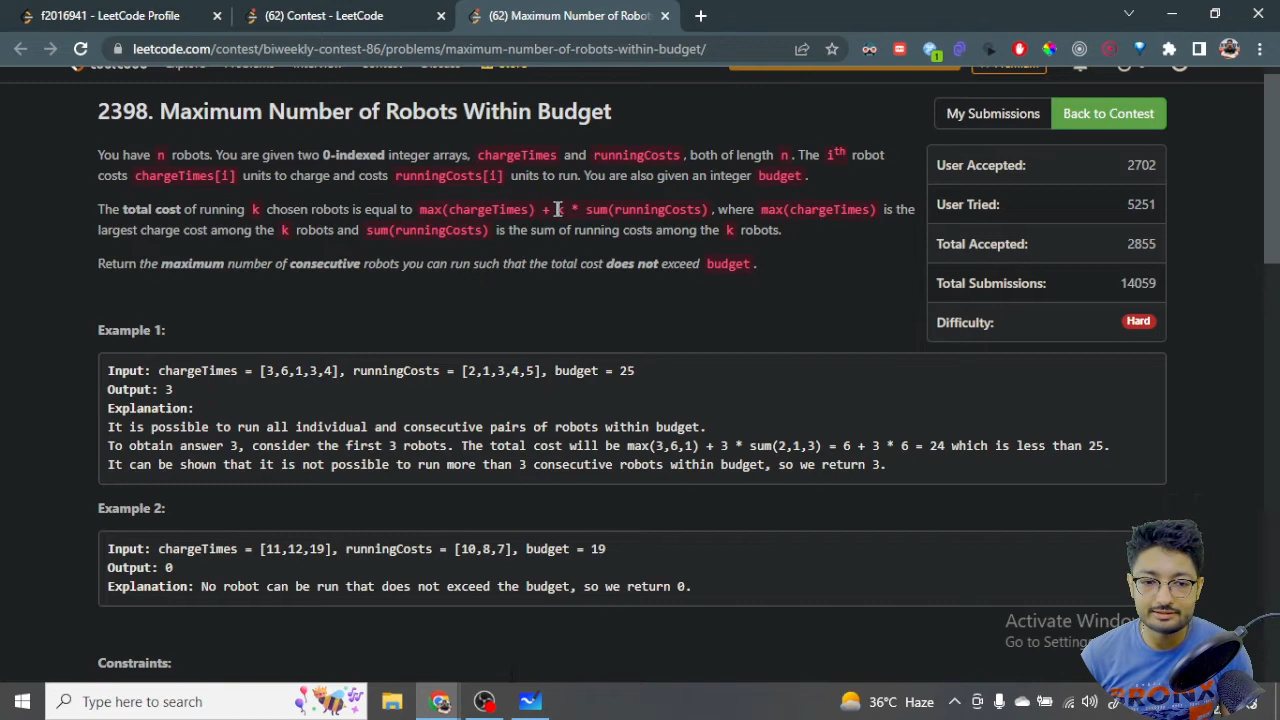 f2016941 - LeetCode Profile
(62) Contest - LeetCode
(62) Maximum Number of Robot
leetcode.com/contest/biweekly-contest-86/problems/maximum-number-of-robots-within-budget/
2398. Maximum Number of Robots Within Budget
My Submissions
Back to Contest
You have n robots. You are given two 0-indexed integer arrays, chargeTimes and runningCosts, both of length n. The ith robot
costs chargeTimes[i] units to charge and costs runningCosts[i] units to run. You are also given an integer budget.
The total cost of running k chosen robots is equal to max(chargeTimes) + k * sum(runningCosts), where max(chargeTimes) is the
largest charge cost among the k robots and sum(runningCosts) is the sum of running costs among the k robots.
Return the maximum number of consecutive robots you can run such that the total cost does not exceed budget.
User Accepted: 2702
User Tried: 5251
Total Accepted: 2855
Total Submissions: 14059
Difficulty: Hard
Example 1:
Input: chargeTimes = [3,6,1,3,4], runningCosts = [2,1,3,4,5], budget = 25
Output: 3
Explanation:
It is possible to run all individual and consecutive pairs of robots within budget.
To obtain answer 3, consider the first 3 robots. The total cost will be max(3,6,1) + 3 * sum(2,1,3) = 6 + 3 * 6 = 24 which is less than 25.
It can be shown that it is not possible to run more than 3 consecutive robots within budget, so we return 3.
Example 2:
Input: chargeTimes = [11,12,19], runningCosts = [10,8,7], budget = 19
Output: 0
Explanation: No robot can be run that does not exceed the budget, so we return 0.
Constraints:
Activate Windo
Go to Setting
Type here to search
36°C Haze